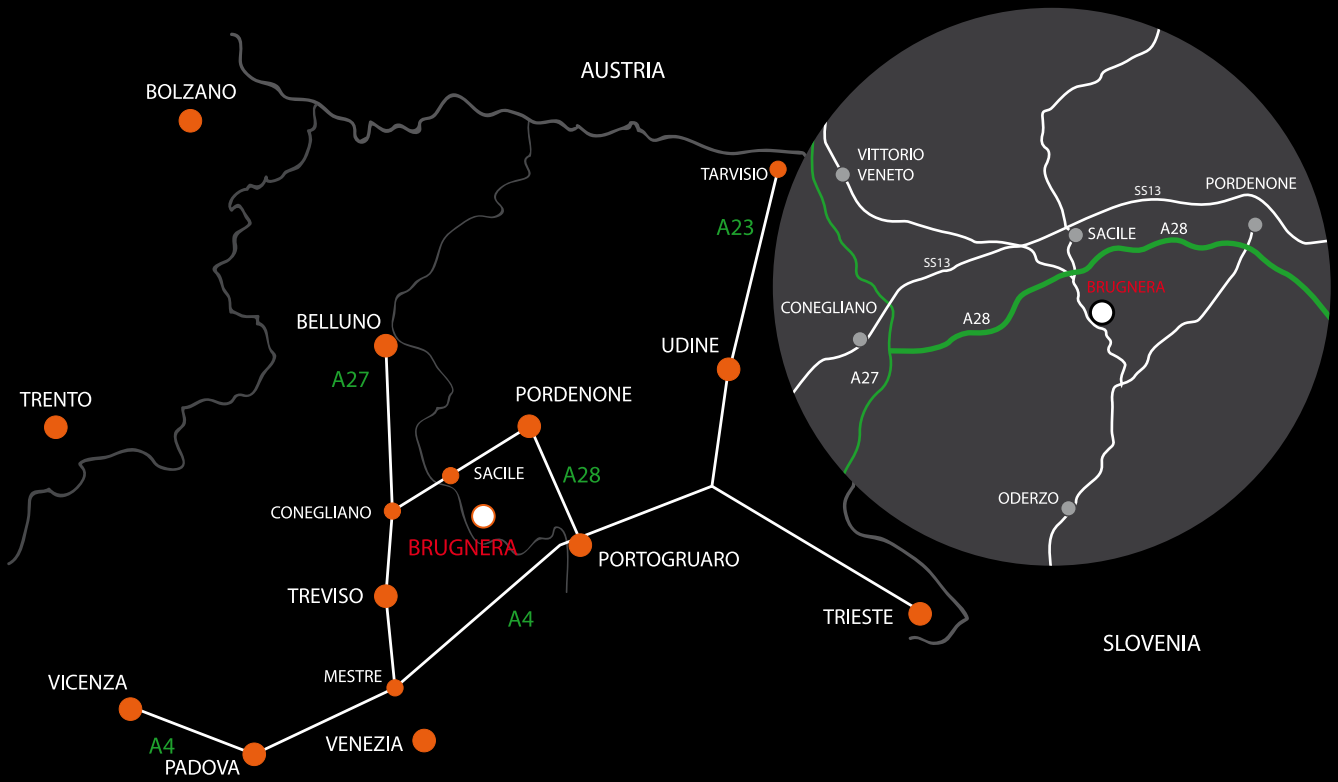 AUSTRIA
BOLZANO
TARVISIO
A23
BELLUNO
A27
UDINE
TRENTO
PORDENONE
SACILE
A28
CONEGLIANO
BRUGNERA
PORTOGRUARO
TREVISO
A4
TRIESTE
MESTRE
VICENZA
A4
PADOVA
VENEZIA
SLOVENIA
VITTORIO
VENETO
SS13
PORDENONE
SACILE
A28
SS13
BRUGNERA
CONEGLIANO
A28
A27
ODERZO